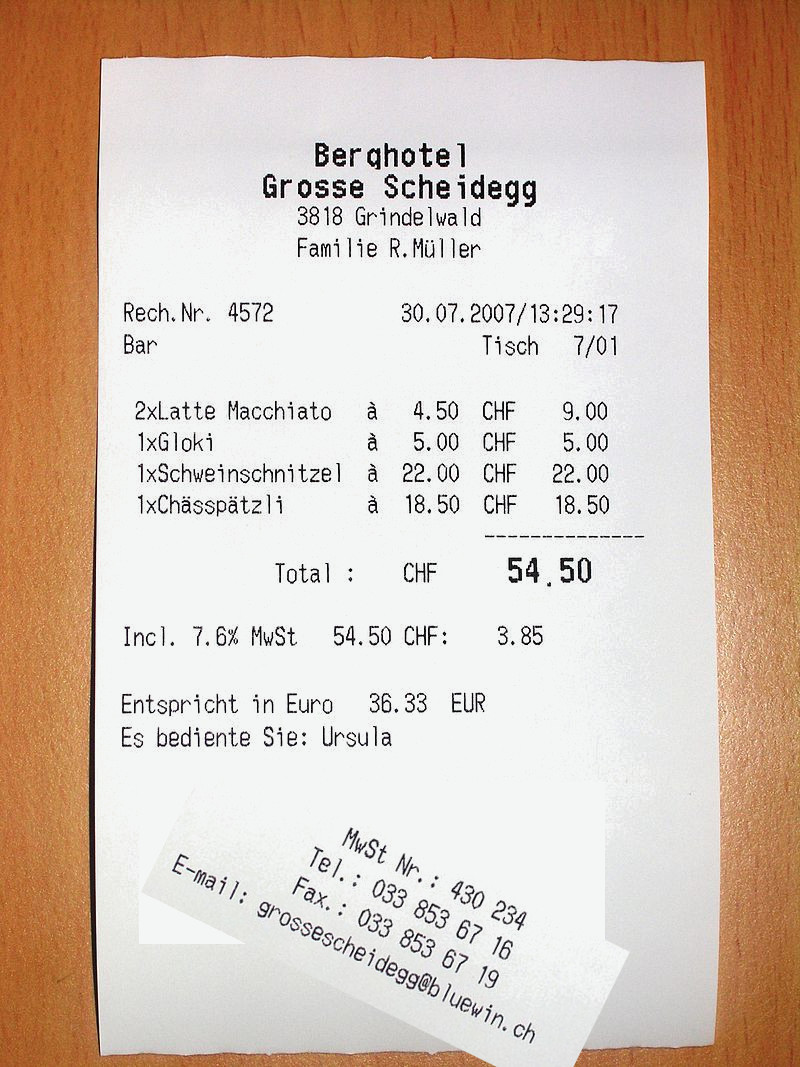 Berghotel
Grosse Scheidegg
3818 Grindelwald
Familie R.Müller
Rech.Nr. 4572 30.07.2007/13:29:17
Bar Tisch 7/01
2xLatte Macchiato à 4.50 CHF 9.00
1xGloki à 5.00 CHF 5.00
1xSchweinschnitzel à 22.00 CHF 22.00
1xChässpätzli à 18.50 CHF 18.50
--------------
Total : CHF 54.50
Incl. 7.6% MwSt 54.50 CHF: 3.85
Entspricht in Euro 36.33 EUR
Es bediente Sie: Ursula
MwSt Nr.: 430 234
Tel.: 033 853 67 16
Fax.: 033 853 67 19
E-mail: grossescheidegg@bluewin.ch